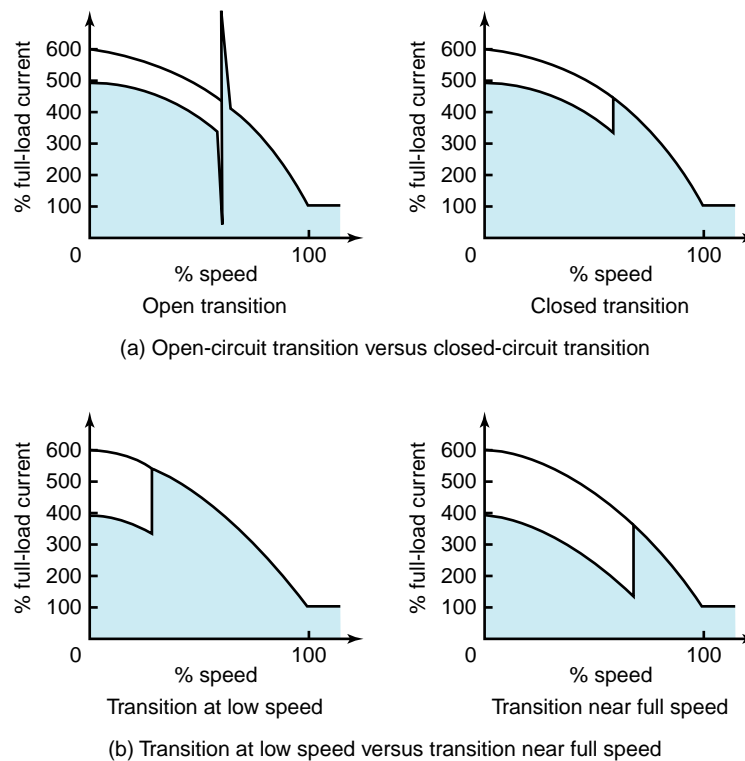 % full-load current
600
500
400
300
200
100
0
100
% speed
Open transition
% full-load current
600
500
400
300
200
100
0
100
% speed
Closed transition
(a) Open-circuit transition versus closed-circuit transition
% full-load current
600
500
400
300
200
100
0
100
% speed
Transition at low speed
% full-load current
600
500
400
300
200
100
0
100
% speed
Transition near full speed
(b) Transition at low speed versus transition near full speed